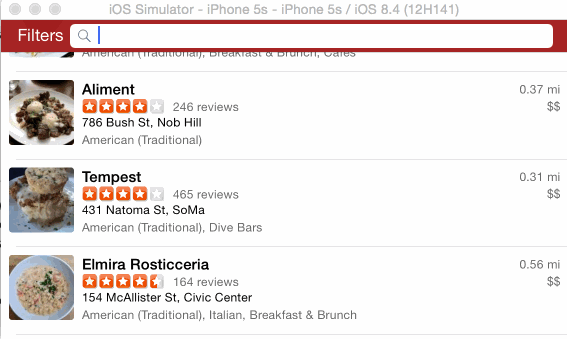 iOS Simulator - iPhone 5s - iPhone 5s / iOS 8.4 (12H141)
Filters
American (Traditional), Breakfast & Brunch, Cafes
Aliment 0.37 mi
246 reviews $$
786 Bush St, Nob Hill
American (Traditional)
Tempest 0.31 mi
465 reviews $$
431 Natoma St, SoMa
American (Traditional), Dive Bars
Elmira Rosticceria 0.56 mi
164 reviews $$
154 McAllister St, Civic Center
American (Traditional), Italian, Breakfast & Brunch